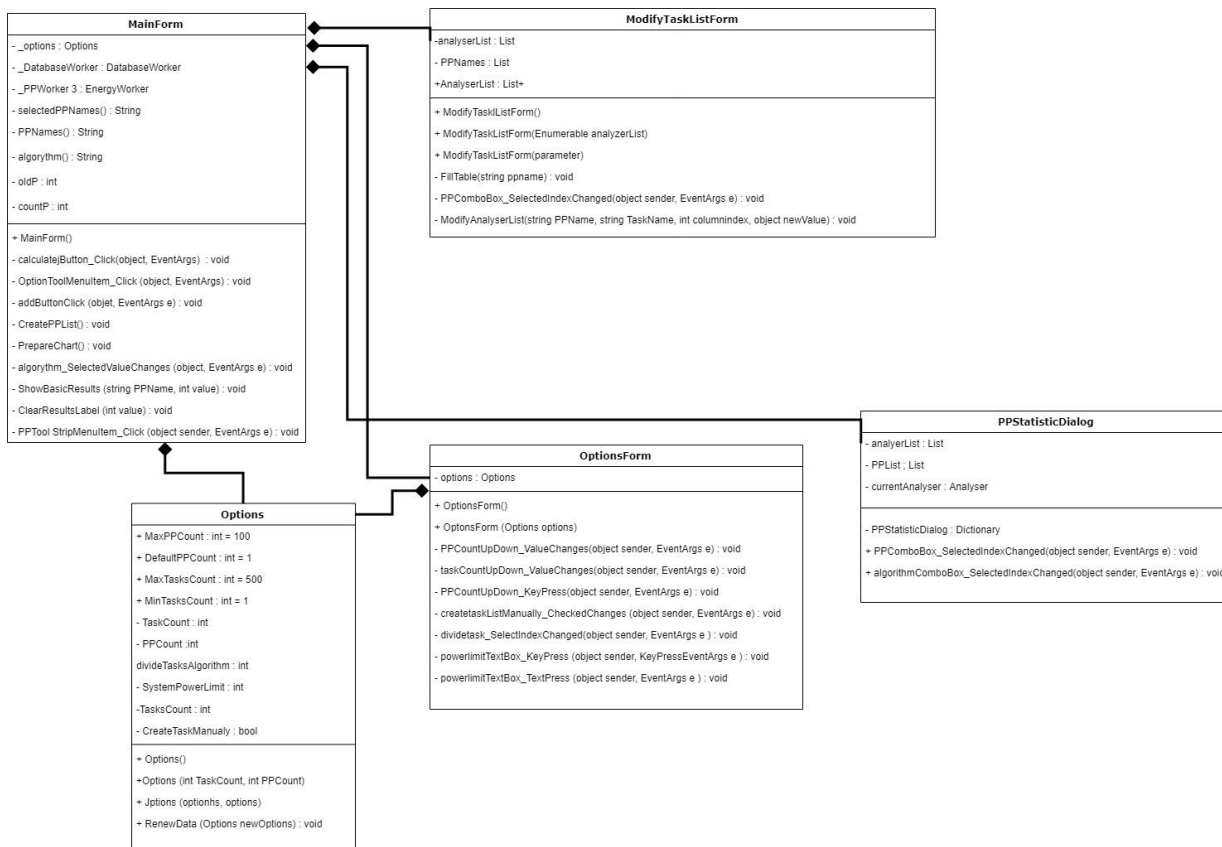 MainForm
- _options : Options
- _DatabaseWorker : DatabaseWorker
- _PPWorker 3 : EnergyWorker
- selectedPPNames() : String
- PPNames() : String
- algorythm() : String
- oldP : int
- countP : int
+ MainForm()
- calculatejButton_Click(object, EventArgs) : void
- OptionToolMenuItem_Click (object, EventArgs) : void
- addButtonClick (objet, EventArgs e) : void
- CreatePPList() : void
- PrepareChart() : void
- algorythm_SelectedValueChanges (object, EventArgs e) : void
- ShowBasicResults (string PPName, int value) : void
- ClearResultsLabel (int value) : void
- PPTool StripMenuItem_Click (object sender, EventArgs e) : void
ModifyTaskListForm
-analyserList : List
- PPNames : List
+AnalyserList : List+
+ ModifyTasklListForm()
+ ModifyTaskListForm(Enumerable analyzerList)
+ ModifyTaskListForm(parameter)
- FillTable(string ppname) : void
- PPComboBox_SelectedIndexChanged(object sender, EventArgs e) : void
- ModifyAnalyserList(string PPName, string TaskName, int columnindex, object newValue) : void
PPStatisticDialog
- analyerList : List
- PPList ; List
- currentAnalyser : Analyser
- PPStatisticDialog : Dictionary
+ PPComboBox_SelectedIndexChanged(object sender, EventArgs e) : void
+ algorithmComboBox_SelectedIndexChanged(object sender, EventArgs e) : void
OptionsForm
- options : Options
+ OptionsForm()
+ OptonsForm (Options options)
- PPCountUpDown_ValueChanges(object sender, EventArgs e) : void
- taskCountUpDown_ValueChanges(object sender, EventArgs e) : void
- PPCountUpDown_KeyPress(object sender, EventArgs e) : void
- createtaskListManually_CheckedChanges (object sender, EventArgs e) : void
- dividetask_SelectIndexChanged(object sender, EventArgs e ) : void
- powerlimitTextBox_KeyPress (object sender, KeyPressEventArgs e ) : void
- powerlimitTextBox_TextPress (object sender, EventArgs e ) : void
Options
+ MaxPPCount : int = 100
+ DefaultPPCount : int = 1
+ MaxTasksCount : int = 500
+ MinTasksCount : int = 1
- TaskCount : int
- PPCount :int
divideTasksAlgorithm : int
- SystemPowerLimit : int
-TasksCount : int
- CreateTaskManualy : bool
+ Options()
+Options (int TaskCount, int PPCount)
+ Jptions (optionhs, options)
+ RenewData (Options newOptions) : void